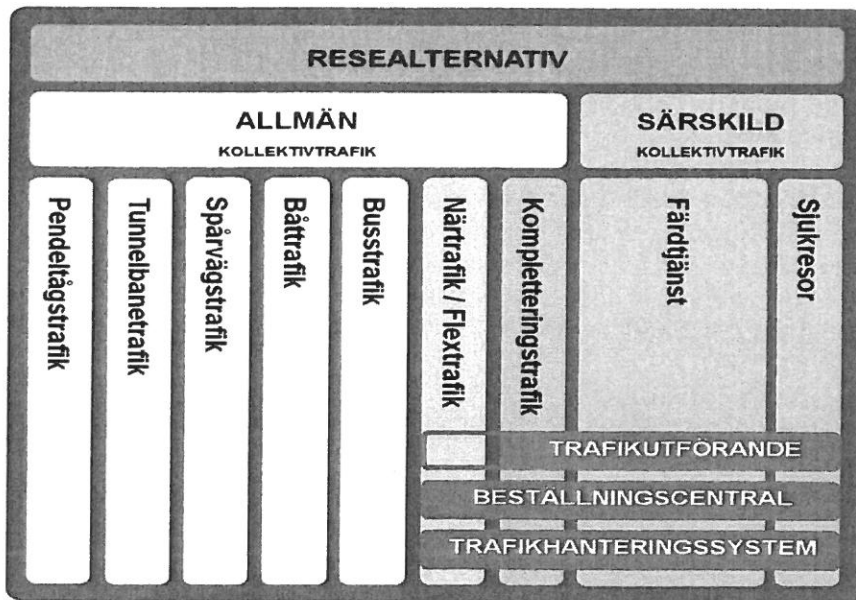 RESEALTERNATIV
ALLMÄN
KOLLEKTIVTRAFIK
SÄRSKILD
KOLLEKTIVTRAFIK
Pendeltågstrafik
Tunnelbanetrafik
Spårvägstrafik
Båttrafik
Busstrafik
Närtrafik / Flextrafik
Kompletteringstrafik
Färdtjänst
Sjukresor
TRAFIKUTFÖRANDE
BESTÄLLNINGSCENTRAL
TRAFIKHANTERINGSSYSTEM